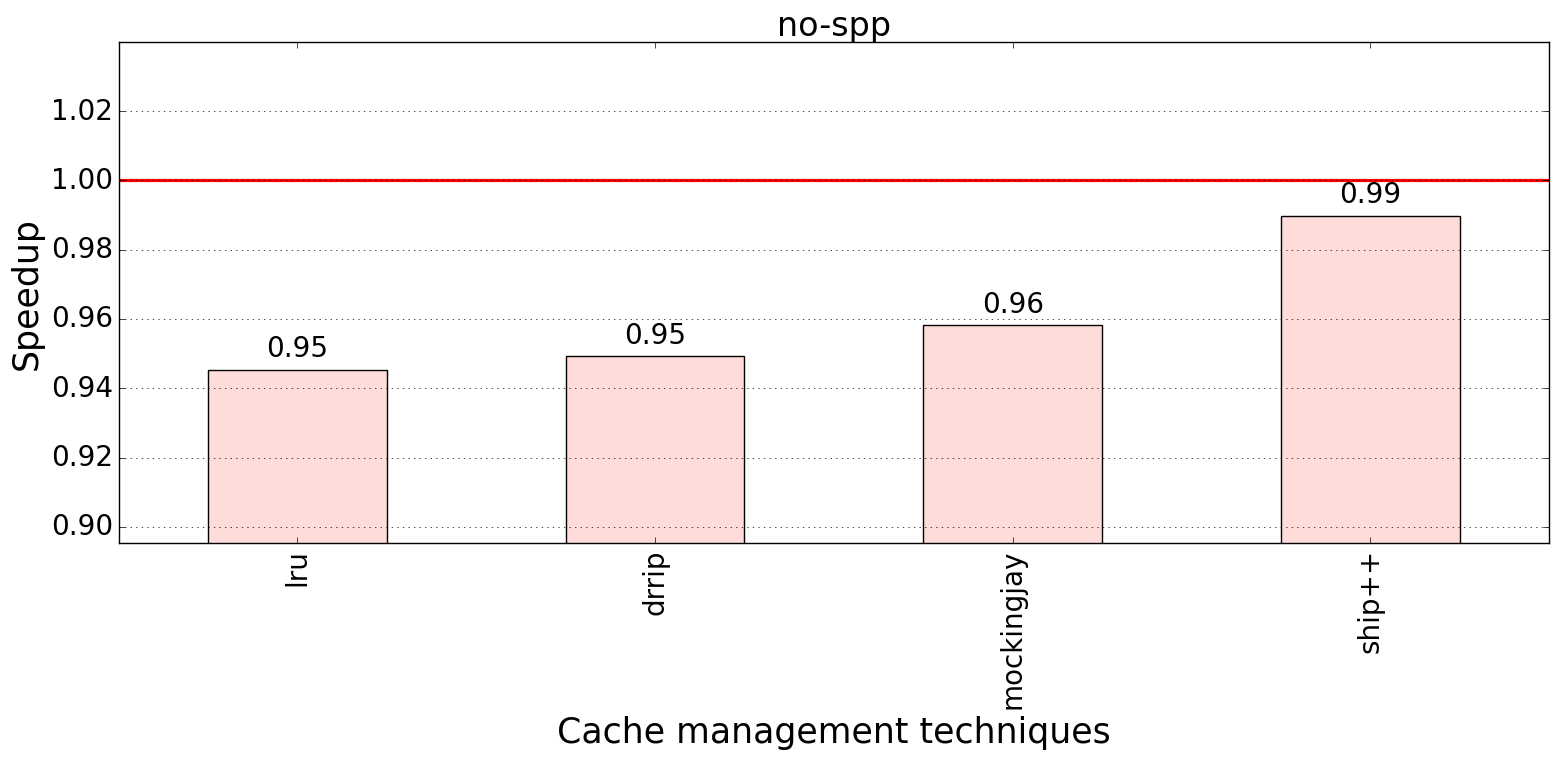 no-spp
1.02
1.00
0.98
0.96
0.94
0.92
0.90
Speedup
0.95
0.95
0.96
0.99
lru
drrip
mockingjay
ship++
Cache management techniques